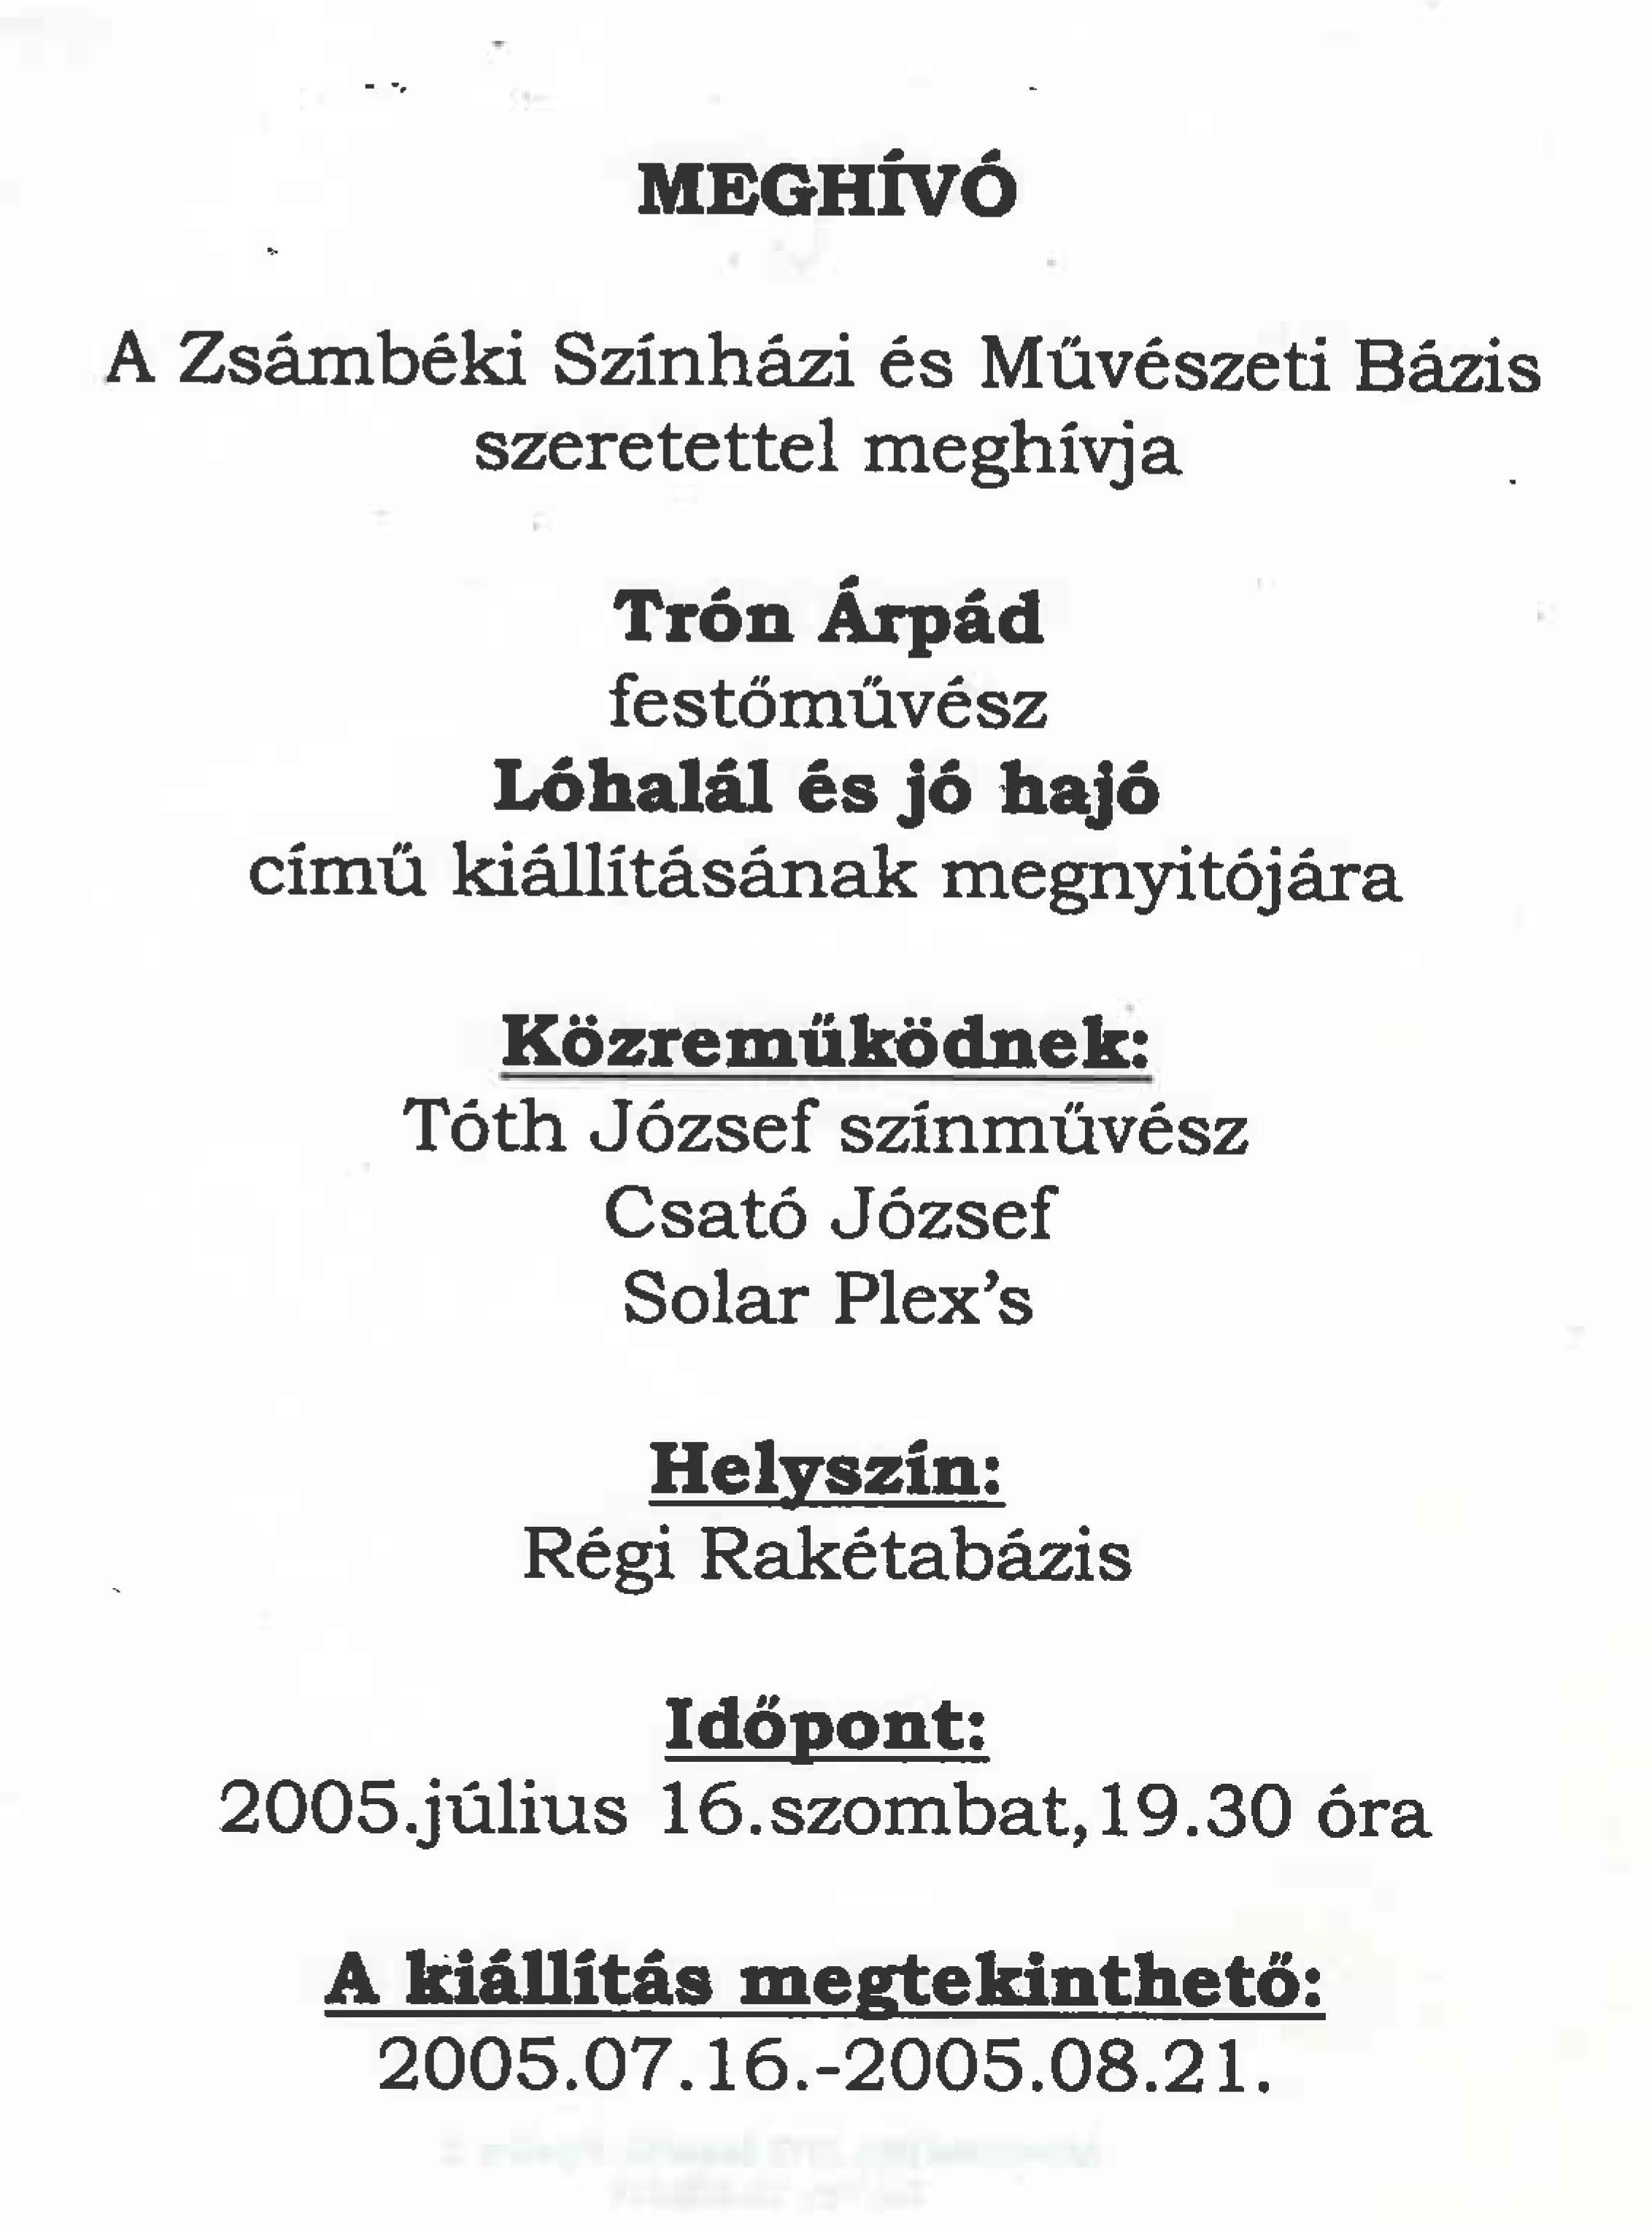 MEGHÍVÓ
A Zsámbéki Színházi és Művészeti Bázis
szeretettel meghívja
Trón Árpád
festőművész
Lóhalál és jó hajó
című kiállításának megnyitójára
Közreműködnek:
Tóth József színművész
Csató József
Solar Plex's
Helyszín:
Régi Rakétabázis
Időpont:
2005.július 16.szombat,19.30 óra
A kiállítás megtekinthető:
2005.07.16.-2005.08.21.